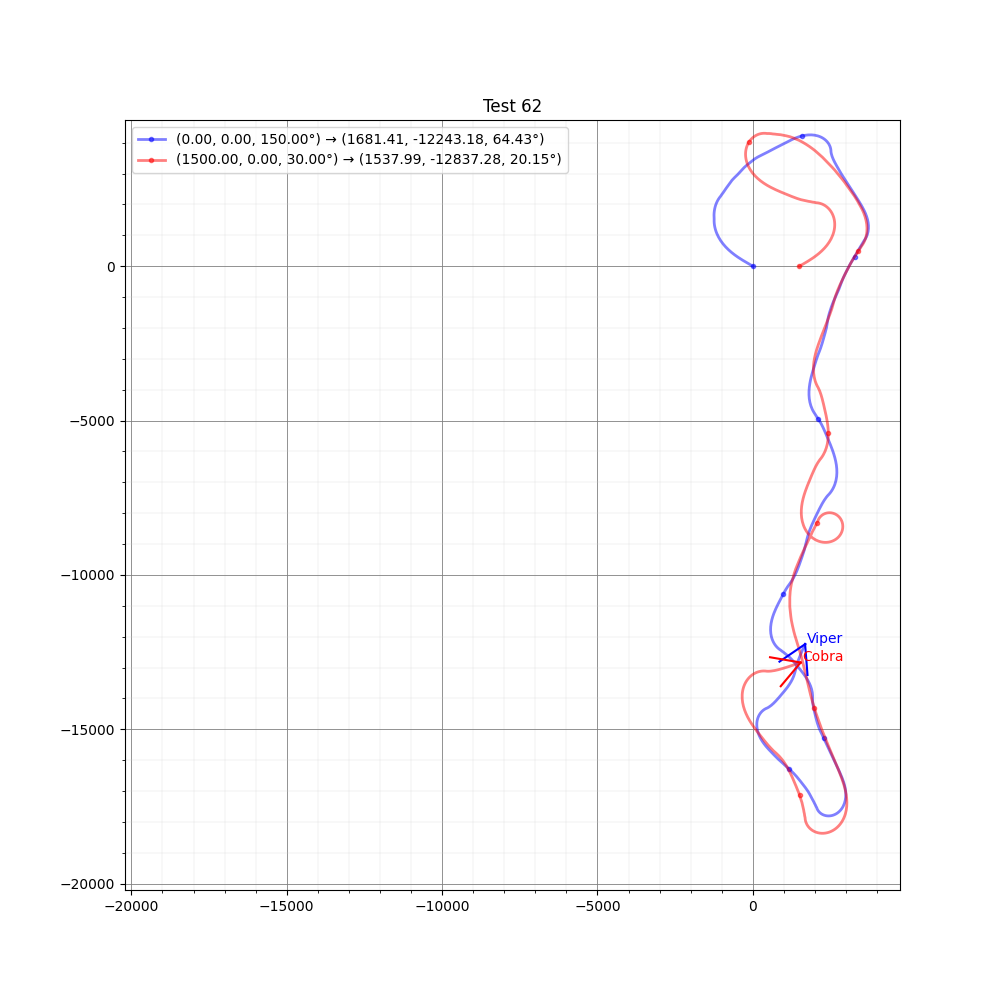 Test 62
(0.00, 0.00, 150.00°) → (1681.41, -12243.18, 64.43°)
(1500.00, 0.00, 30.00°) → (1537.99, -12837.28, 20.15°)
0
−5000
−10000
Viper
Cobra
−15000
−20000
−20000 −15000 −10000 −5000 0